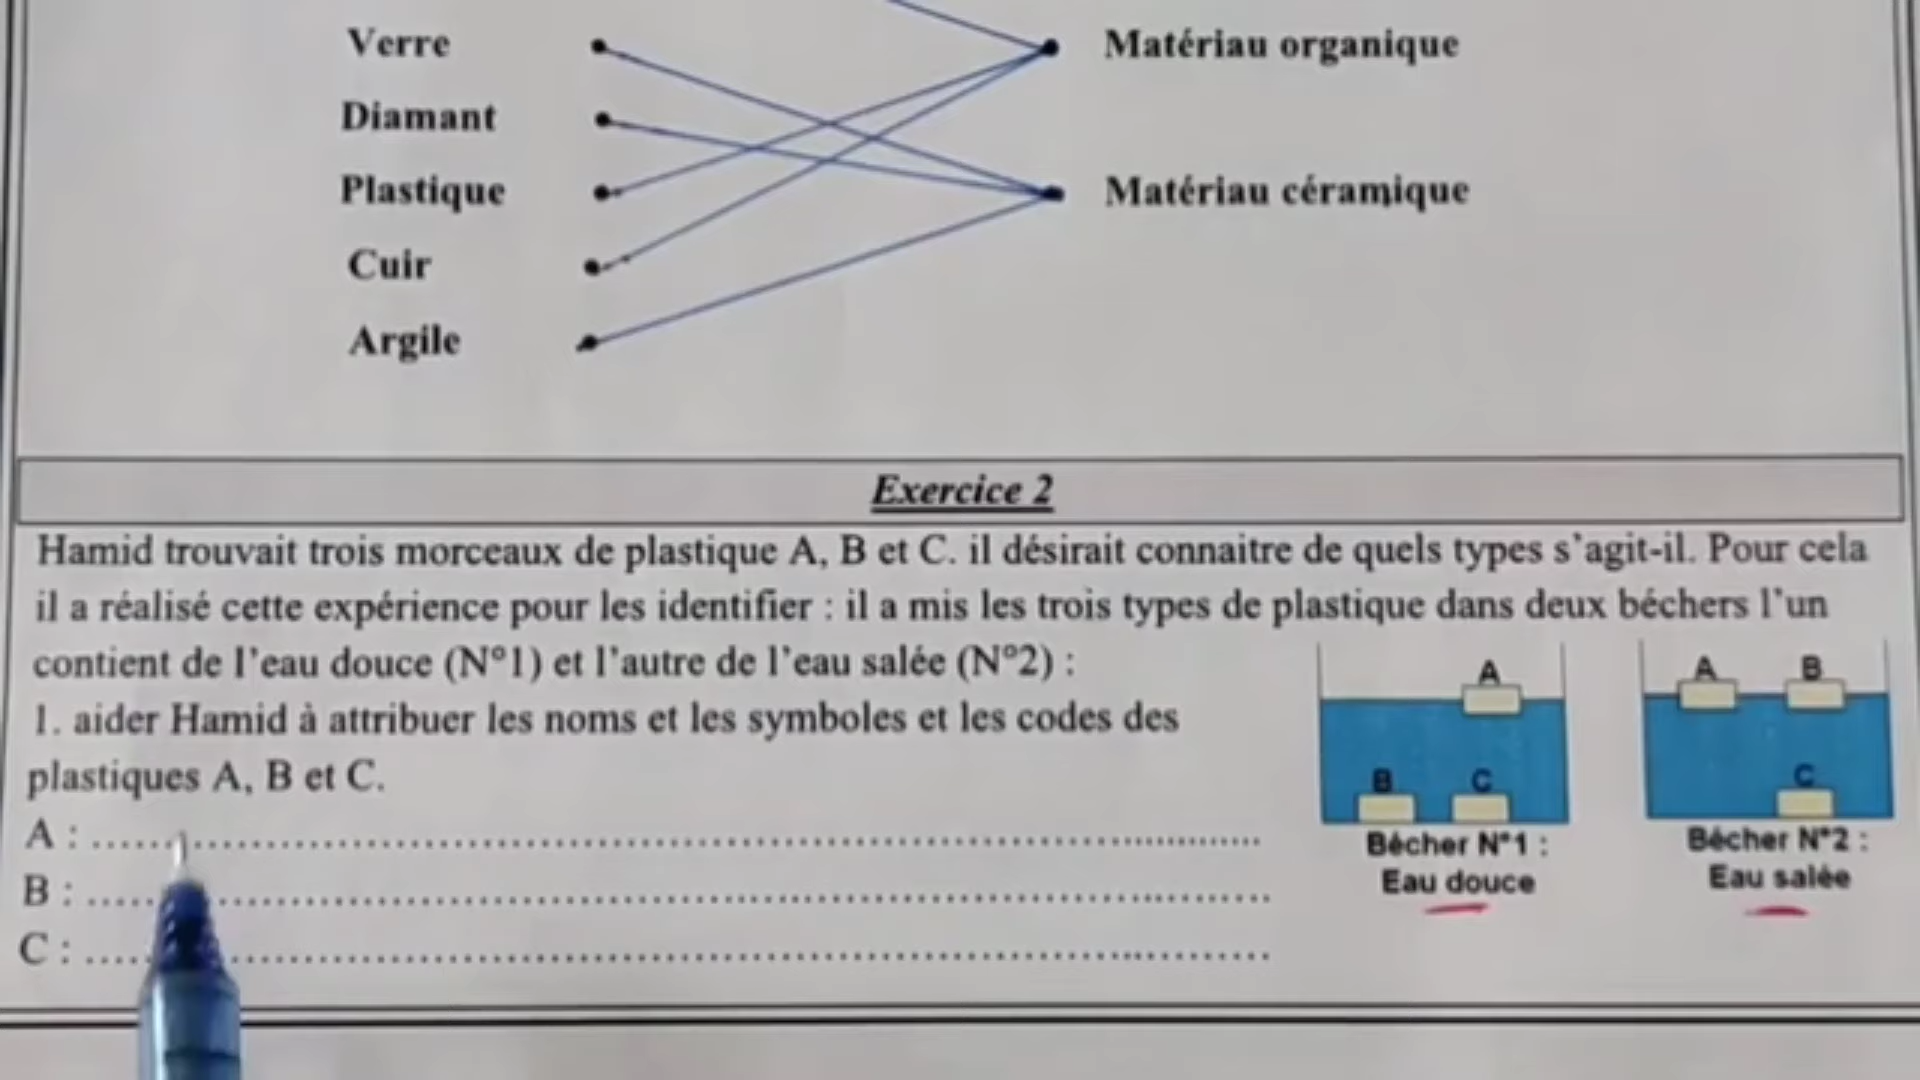 Verre
Matériau organique
Diamant
Plastique
Matériau céramique
Cuir
Argile
Exercice 2
Hamid trouvait trois morceaux de plastique A, B et C. il désirait connaitre de quels types s'agit-il. Pour cela
il a réalisé cette expérience pour les identifier : il a mis les trois types de plastique dans deux béchers l'un
contient de l'eau douce (N°1) et l'autre de l'eau salée (N°2) :
1. aider Hamid à attribuer les noms et les symboles et les codes des
plastiques A, B et C.
A : ..........
B : ..........
C : ..........
A
B C
Bécher N°1 :
Eau douce
A B
C
Bécher N°2 :
Eau salée